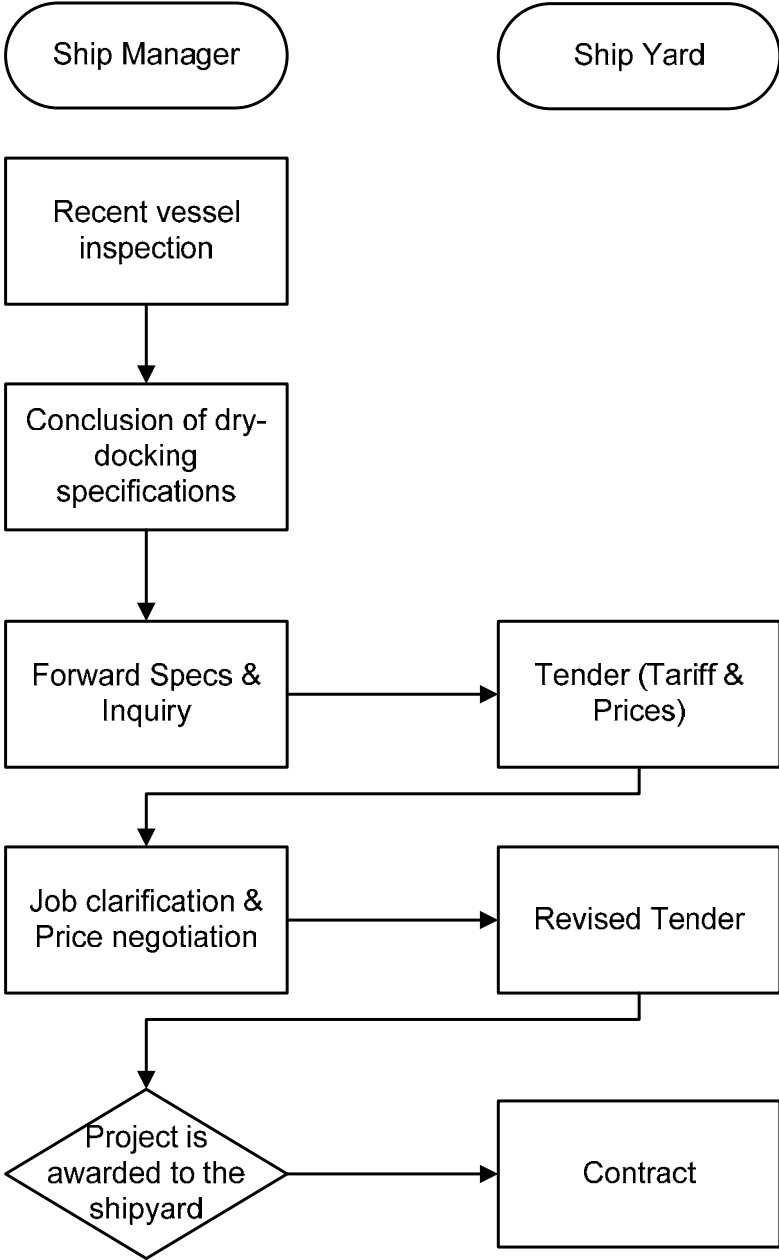 Ship Manager
Ship Yard
Recent vessel
inspection
Conclusion of dry-
docking
specifications
Forward Specs &
Inquiry
Tender (Tariff &
Prices)
Job clarification &
Price negotiation
Revised Tender
Project is
awarded to the
shipyard
Contract